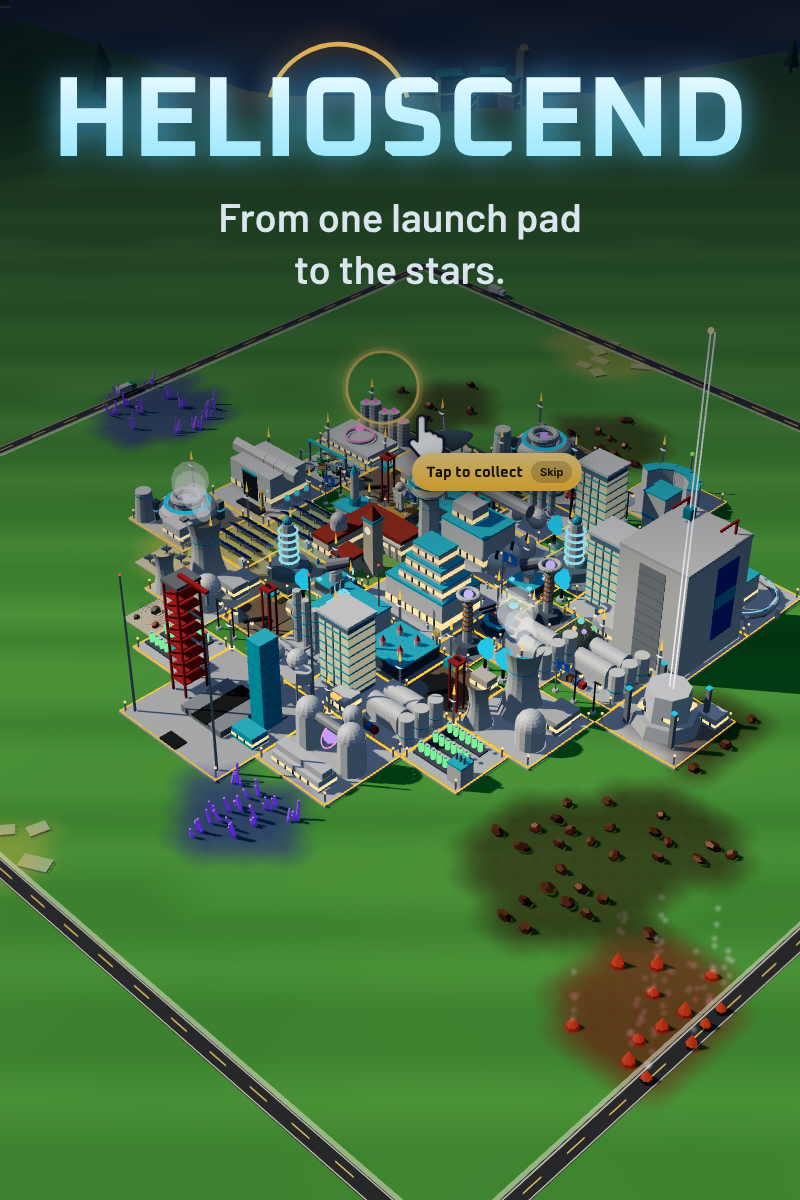 HELIOSCEND
From one launch pad
to the stars.
Tap to collect Skip